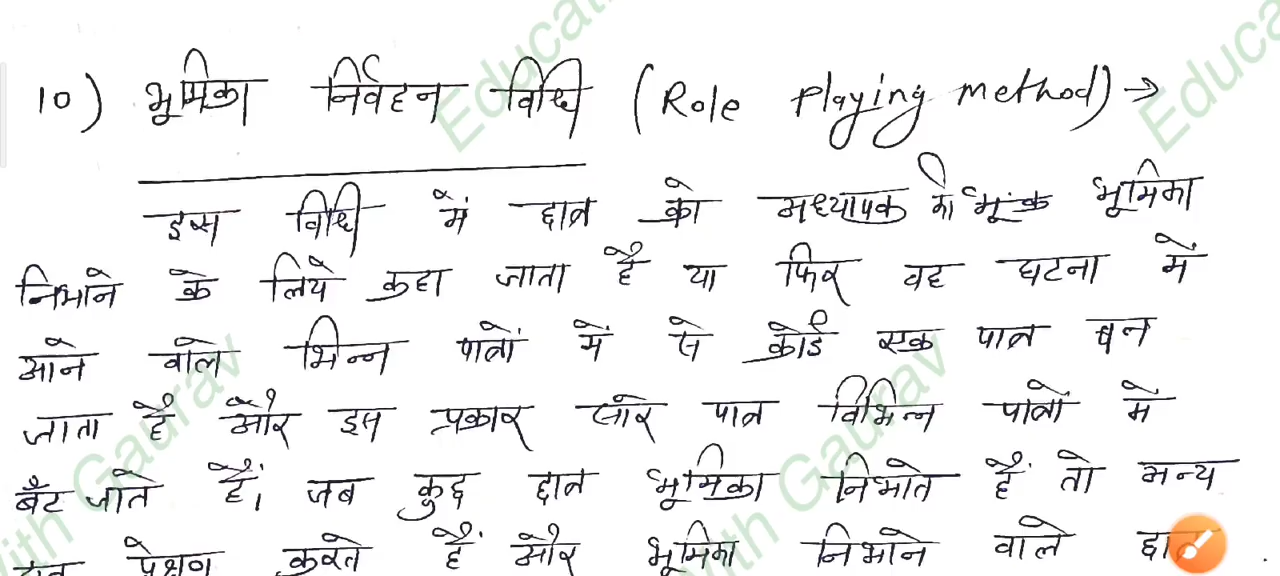 10) भूमिका निर्वहन विधि (Role Playing method) →
इस विधि में छात्र को अध्यापक की भूमिका
निभाने के लिये कहा जाता है या फिर वह घटना में
आने वाले भिन्न पात्रों में से कोई एक पात्र बन
जाता है और इस प्रकार सारे पात्र विभिन्न पात्रों में
बँट जाते हैं। जब कुछ छात्र भूमिका निभाते हैं तो अन्य
प्रेक्षण करते हैं और भूमिका निभाने वाले